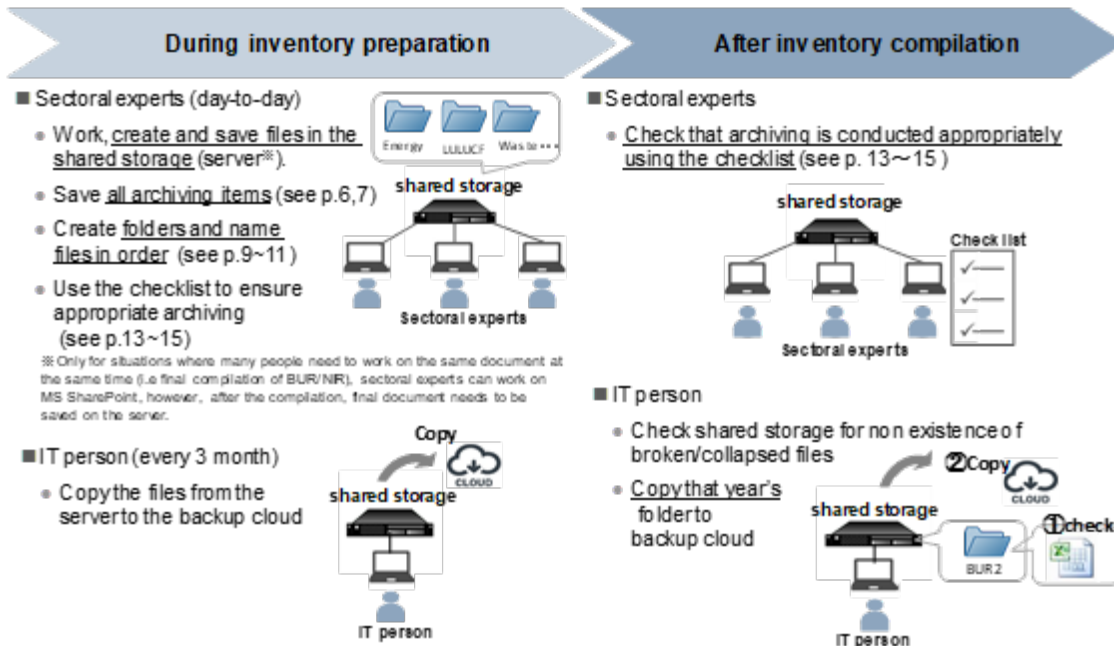 During inventory preparation
After inventory compilation
■ Sectoral experts (day-to-day)
● Work, create and save files in the
shared storage (server※).
● Save all archiving items (see p.6,7)
● Create folders and name
files in order (see p.9~11)
● Use the checklist to ensure
appropriate archiving
(see p.13~15)
Energy
LULUCF
Waste •••
shared storage
Sectoral experts
※ Only for situations where many people need to work on the same document at
the same time (i.e final compilation of BUR/NIR), sectoral experts can work on
MS SharePoint, however, after the compilation, final document needs to be
saved on the server.
■ IT person (every 3 month)
● Copy the files from the
server to the backup cloud
Copy
CLOUD
shared storage
IT person
■ Sectoral experts
● Check that archiving is conducted appropriately
using the checklist (see p. 13～15 )
shared storage
Check list
Sectoral experts
■ IT person
● Check shared storage for non existence of
broken/collapsed files
● Copy that year's
folder to
backup cloud
②Copy
CLOUD
shared storage
①check
BUR 2
IT person